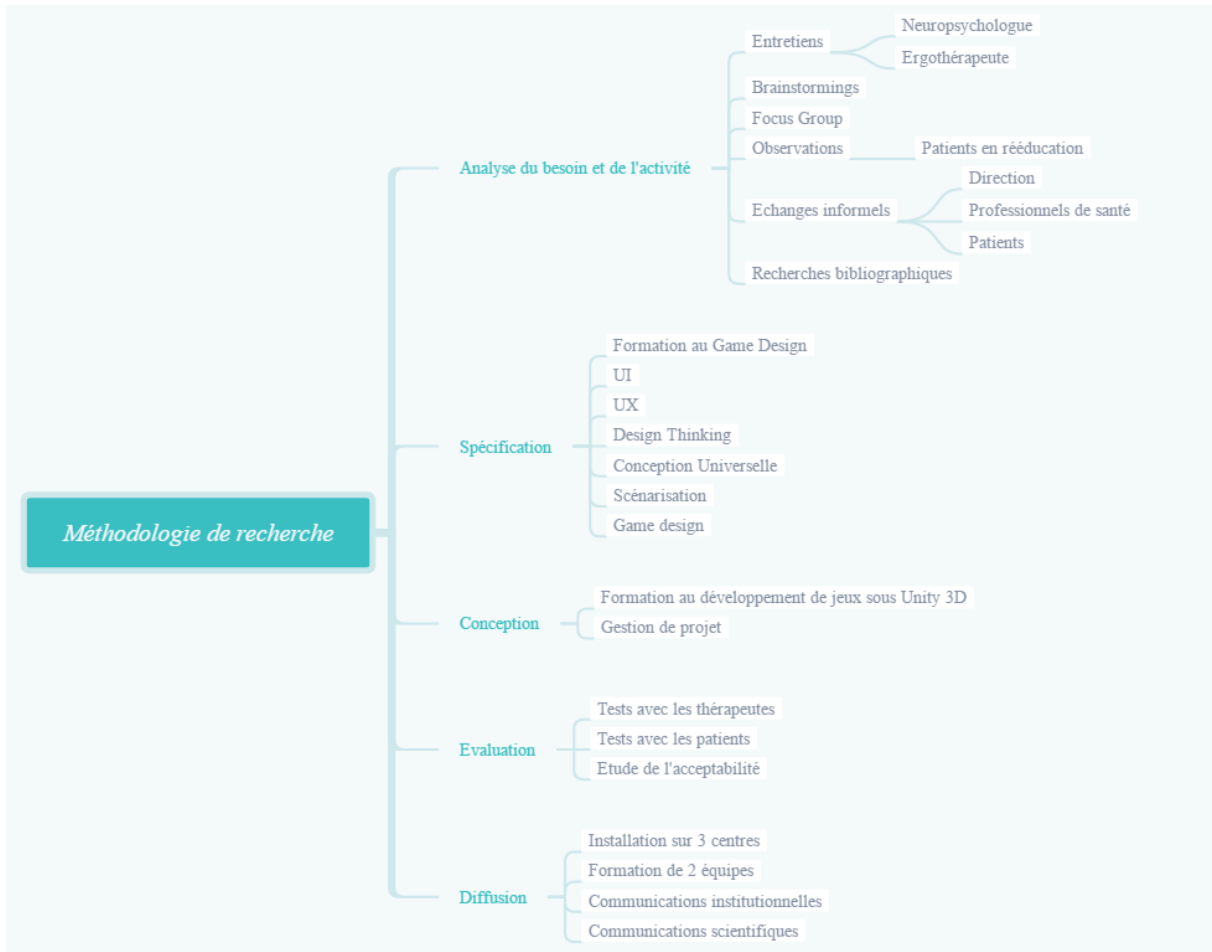 Méthodologie de recherche
Analyse du besoin et de l'activité
Entretiens
Neuropsychologue
Ergothérapeute
Brainstormings
Focus Group
Observations
Patients en rééducation
Echanges informels
Direction
Professionnels de santé
Patients
Recherches bibliographiques
Spécification
Formation au Game Design
UI
UX
Design Thinking
Conception Universelle
Scénarisation
Game design
Conception
Formation au développement de jeux sous Unity 3D
Gestion de projet
Evaluation
Tests avec les thérapeutes
Tests avec les patients
Etude de l'acceptabilité
Diffusion
Installation sur 3 centres
Formation de 2 équipes
Communications institutionnelles
Communications scientifiques